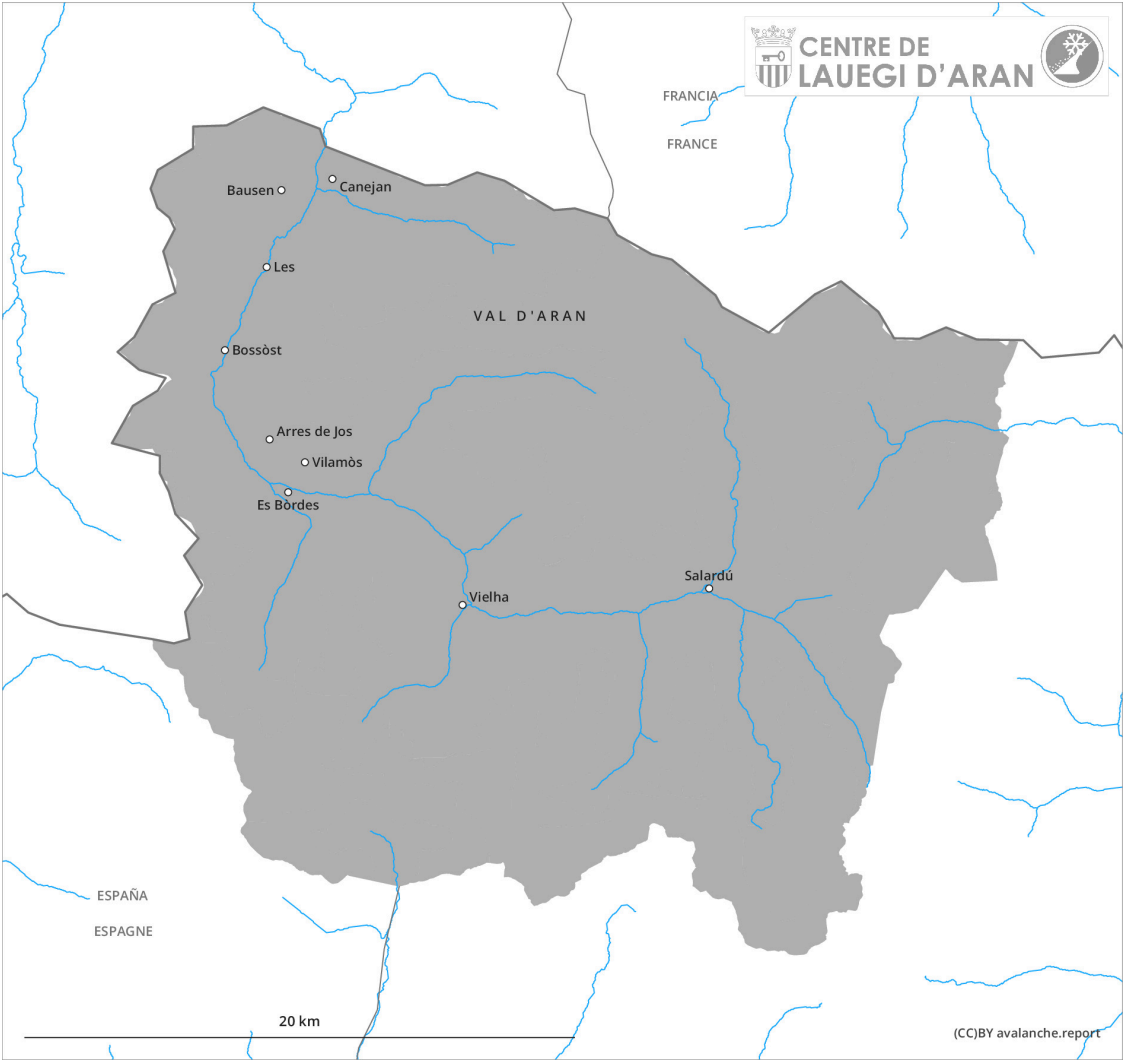 CENTRE DE
LAUEGI D'ARAN
FRANCIA
FRANCE
Bausen
Canejan
Les
VAL D'ARAN
Bossòst
Arres de Jos
Vilamòs
Es Bòrdes
Salardú
Vielha
ESPAÑA
ESPAGNE
20 km
(CC)BY avalanche.report